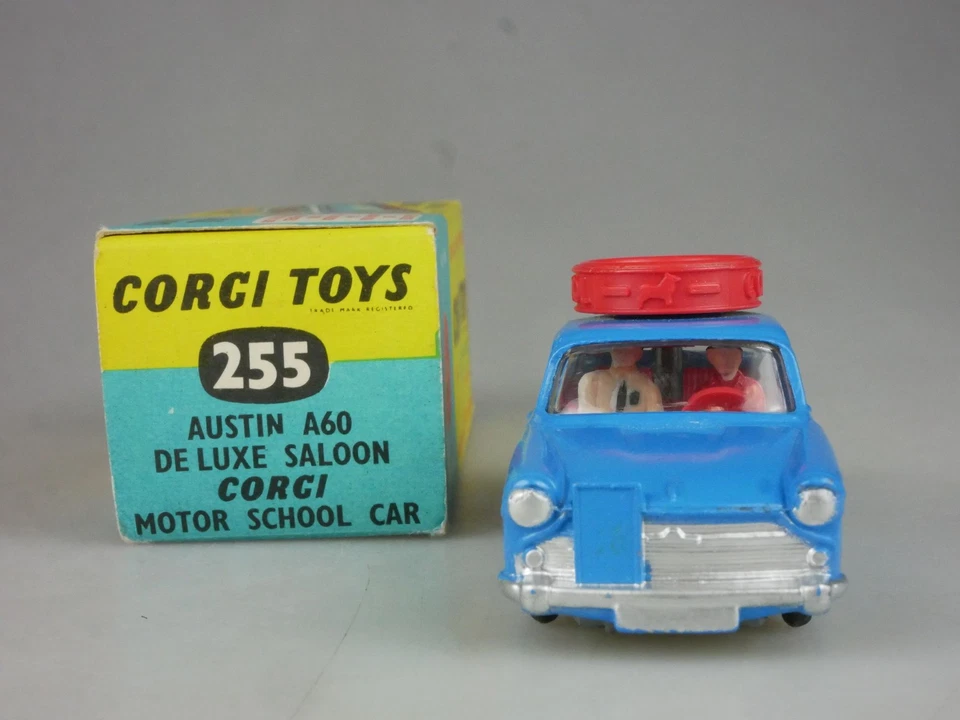 CORGI TOYS
TRADE MARK REGISTERED
255
AUSTIN A60
DE LUXE SALOON
CORGI
MOTOR SCHOOL CAR